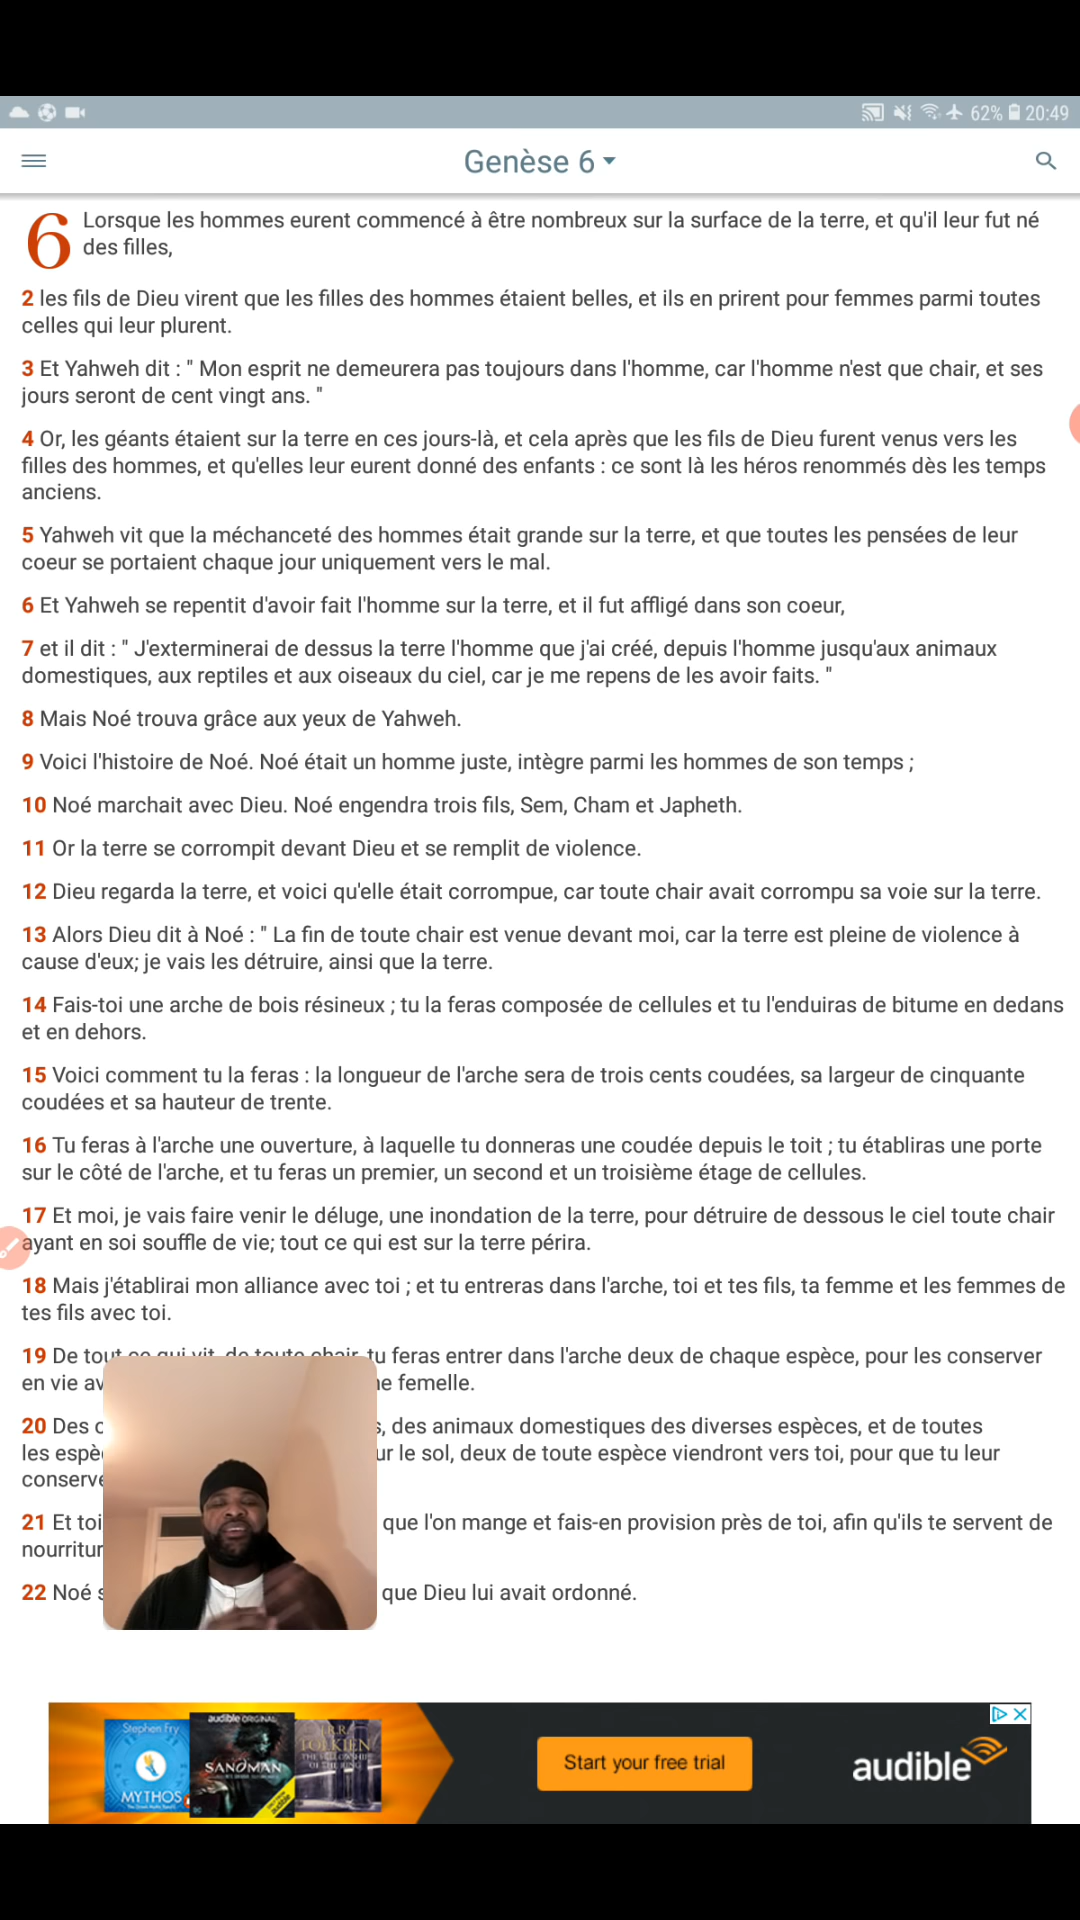 62% 20:49
Genèse 6
6 Lorsque les hommes eurent commencé à être nombreux sur la surface de la terre, et qu'il leur fut né
des filles,
2 les fils de Dieu virent que les filles des hommes étaient belles, et ils en prirent pour femmes parmi toutes
celles qui leur plurent.
3 Et Yahweh dit : " Mon esprit ne demeurera pas toujours dans l'homme, car l'homme n'est que chair, et ses
jours seront de cent vingt ans. "
4 Or, les géants étaient sur la terre en ces jours-là, et cela après que les fils de Dieu furent venus vers les
filles des hommes, et qu'elles leur eurent donné des enfants : ce sont là les héros renommés dès les temps
anciens.
5 Yahweh vit que la méchanceté des hommes était grande sur la terre, et que toutes les pensées de leur
coeur se portaient chaque jour uniquement vers le mal.
6 Et Yahweh se repentit d'avoir fait l'homme sur la terre, et il fut affligé dans son coeur,
7 et il dit : " J'exterminerai de dessus la terre l'homme que j'ai créé, depuis l'homme jusqu'aux animaux
domestiques, aux reptiles et aux oiseaux du ciel, car je me repens de les avoir faits. "
8 Mais Noé trouva grâce aux yeux de Yahweh.
9 Voici l'histoire de Noé. Noé était un homme juste, intègre parmi les hommes de son temps ;
10 Noé marchait avec Dieu. Noé engendra trois fils, Sem, Cham et Japheth.
11 Or la terre se corrompit devant Dieu et se remplit de violence.
12 Dieu regarda la terre, et voici qu'elle était corrompue, car toute chair avait corrompu sa voie sur la terre.
13 Alors Dieu dit à Noé : " La fin de toute chair est venue devant moi, car la terre est pleine de violence à
cause d'eux; je vais les détruire, ainsi que la terre.
14 Fais-toi une arche de bois résineux ; tu la feras composée de cellules et tu l'enduiras de bitume en dedans
et en dehors.
15 Voici comment tu la feras : la longueur de l'arche sera de trois cents coudées, sa largeur de cinquante
coudées et sa hauteur de trente.
16 Tu feras à l'arche une ouverture, à laquelle tu donneras une coudée depuis le toit ; tu établiras une porte
sur le côté de l'arche, et tu feras un premier, un second et un troisième étage de cellules.
17 Et moi, je vais faire venir le déluge, une inondation de la terre, pour détruire de dessous le ciel toute chair
ayant en soi souffle de vie; tout ce qui est sur la terre périra.
18 Mais j'établirai mon alliance avec toi ; et tu entreras dans l'arche, toi et tes fils, ta femme et les femmes de
tes fils avec toi.
19 De tout ce qui vit, de toute chair, tu feras entrer dans l'arche deux de chaque espèce, pour les conserver
en vie femelle.
20 Des des animaux domestiques des diverses espèces, et de toutes
les le sol, deux de toute espèce viendront vers toi, pour que tu leur
21 Et toi que l'on mange et fais-en provision près de toi, afin qu'ils te servent de
22 Noé que Dieu lui avait ordonné.
Stephen Fry
MYTHOS
audible ORIGINAL
SANDMAN
J.R.R.
TOLKIEN
THE FELLOWSHIP
OF THE RING
Start your free trial
audible